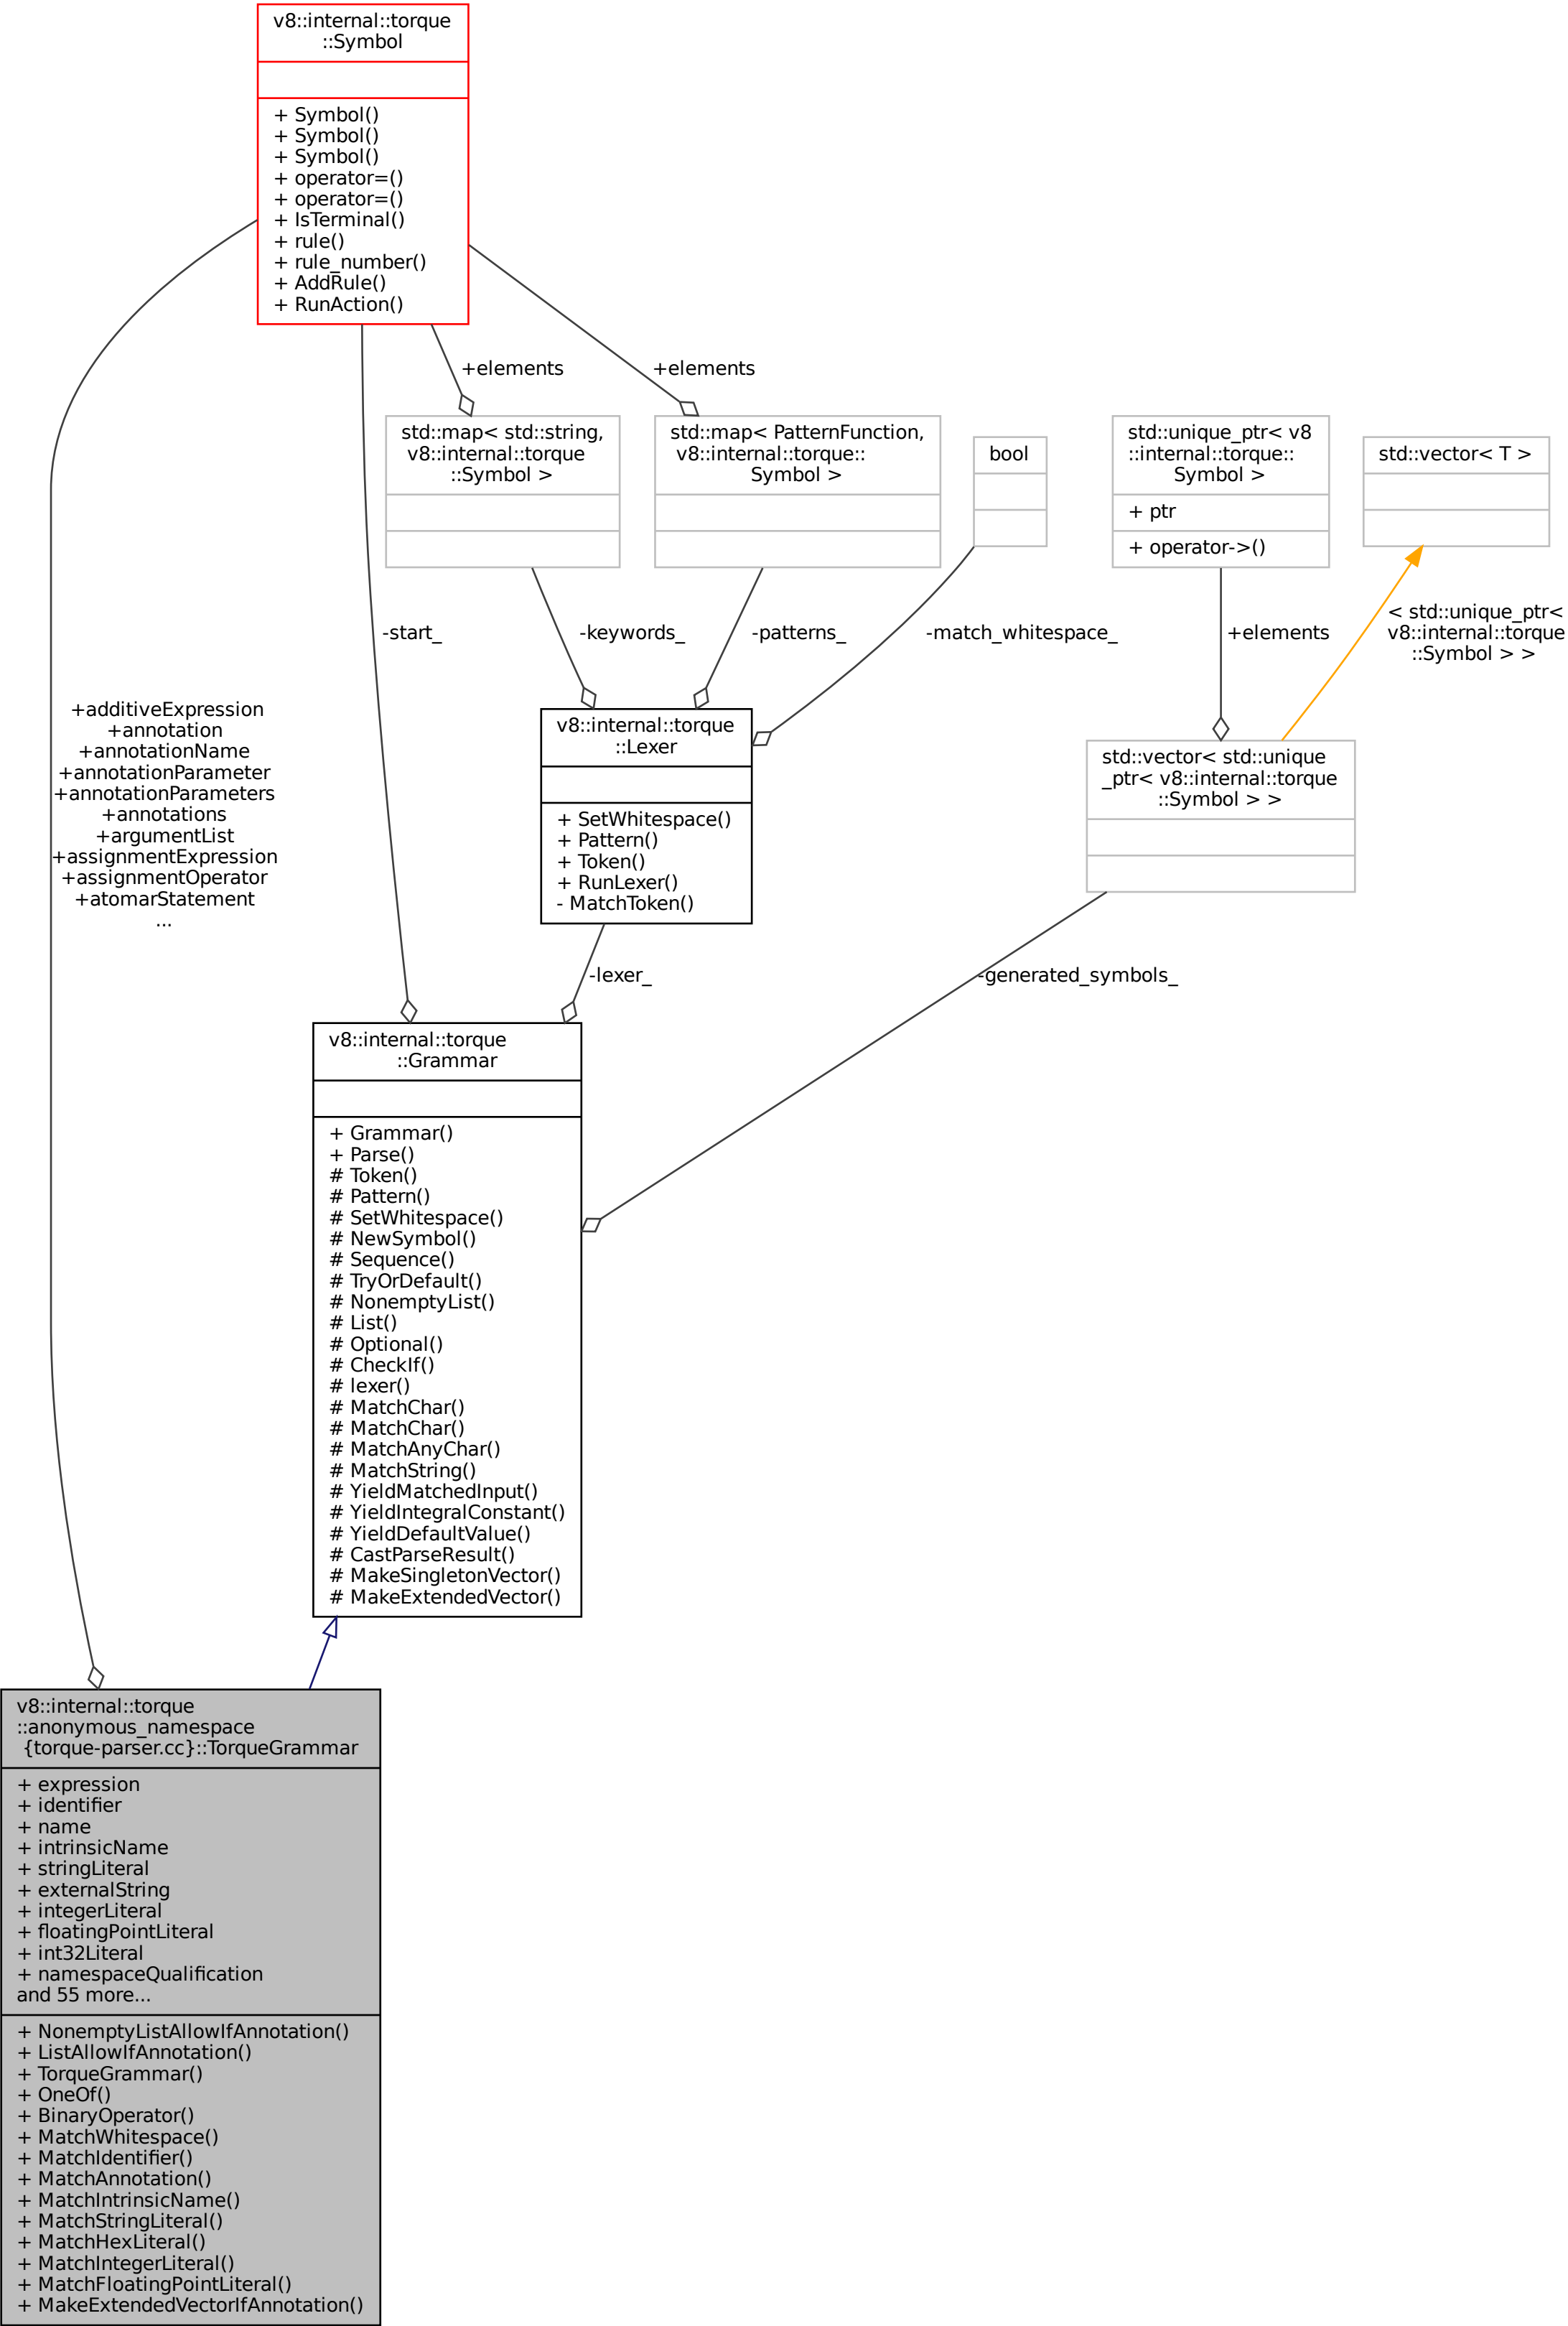 v8::internal::torque
::Symbol
+ Symbol()
+ Symbol()
+ Symbol()
+ operator=()
+ operator=()
+ IsTerminal()
+ rule()
+ rule_number()
+ AddRule()
+ RunAction()
+elements
+elements
std::map< std::string,
v8::internal::torque
::Symbol >
std::map< PatternFunction,
v8::internal::torque::
Symbol >
bool
std::unique_ptr< v8
::internal::torque::
Symbol >
+ ptr
+ operator->()
std::vector< T >
-start_
-keywords_
-patterns_
-match_whitespace_
+elements
< std::unique_ptr<
v8::internal::torque
::Symbol > >
+additiveExpression
+annotation
+annotationName
+annotationParameter
+annotationParameters
+annotations
+argumentList
+assignmentExpression
+assignmentOperator
+atomarStatement
...
v8::internal::torque
::Lexer
+ SetWhitespace()
+ Pattern()
+ Token()
+ RunLexer()
- MatchToken()
std::vector< std::unique
_ptr< v8::internal::torque
::Symbol > >
-lexer_
-generated_symbols_
v8::internal::torque
::Grammar
+ Grammar()
+ Parse()
# Token()
# Pattern()
# SetWhitespace()
# NewSymbol()
# Sequence()
# TryOrDefault()
# NonemptyList()
# List()
# Optional()
# CheckIf()
# lexer()
# MatchChar()
# MatchChar()
# MatchAnyChar()
# MatchString()
# YieldMatchedInput()
# YieldIntegralConstant()
# YieldDefaultValue()
# CastParseResult()
# MakeSingletonVector()
# MakeExtendedVector()
v8::internal::torque
::anonymous_namespace
{torque-parser.cc}::TorqueGrammar
+ expression
+ identifier
+ name
+ intrinsicName
+ stringLiteral
+ externalString
+ integerLiteral
+ floatingPointLiteral
+ int32Literal
+ namespaceQualification
and 55 more...
+ NonemptyListAllowIfAnnotation()
+ ListAllowIfAnnotation()
+ TorqueGrammar()
+ OneOf()
+ BinaryOperator()
+ MatchWhitespace()
+ MatchIdentifier()
+ MatchAnnotation()
+ MatchIntrinsicName()
+ MatchStringLiteral()
+ MatchHexLiteral()
+ MatchIntegerLiteral()
+ MatchFloatingPointLiteral()
+ MakeExtendedVectorIfAnnotation()